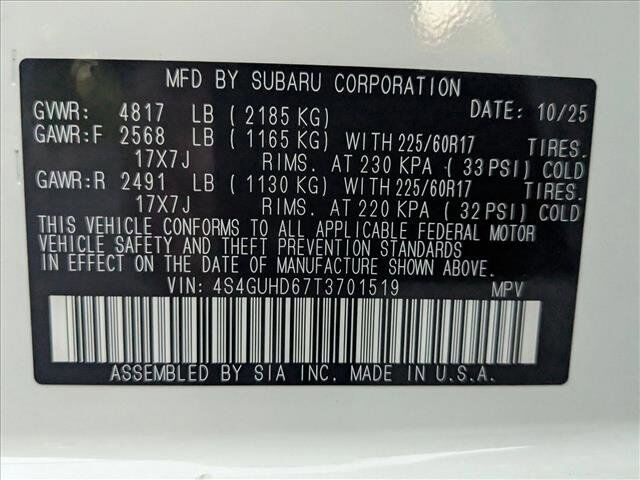 MFD BY SUBARU CORPORATION
GVWR: 4817 LB ( 2185 KG) DATE: 10/25
GAWR:F 2568 LB ( 1165 KG) WITH 225/60R17 TIRES.
17X7J RIMS. AT 230 KPA ( 33 PSI) COLD
GAWR:R 2491 LB ( 1130 KG) WITH 225/60R17 TIRES.
17X7J RIMS. AT 220 KPA ( 32 PSI) COLD
THIS VEHICLE CONFORMS TO ALL APPLICABLE FEDERAL MOTOR
VEHICLE SAFETY AND THEFT PREVENTION STANDARDS
IN EFFECT ON THE DATE OF MANUFACTURE SHOWN ABOVE.
VIN: 4S4GUHD67T3701519 MPV
ASSEMBLED BY SIA INC. MADE IN U.S.A.